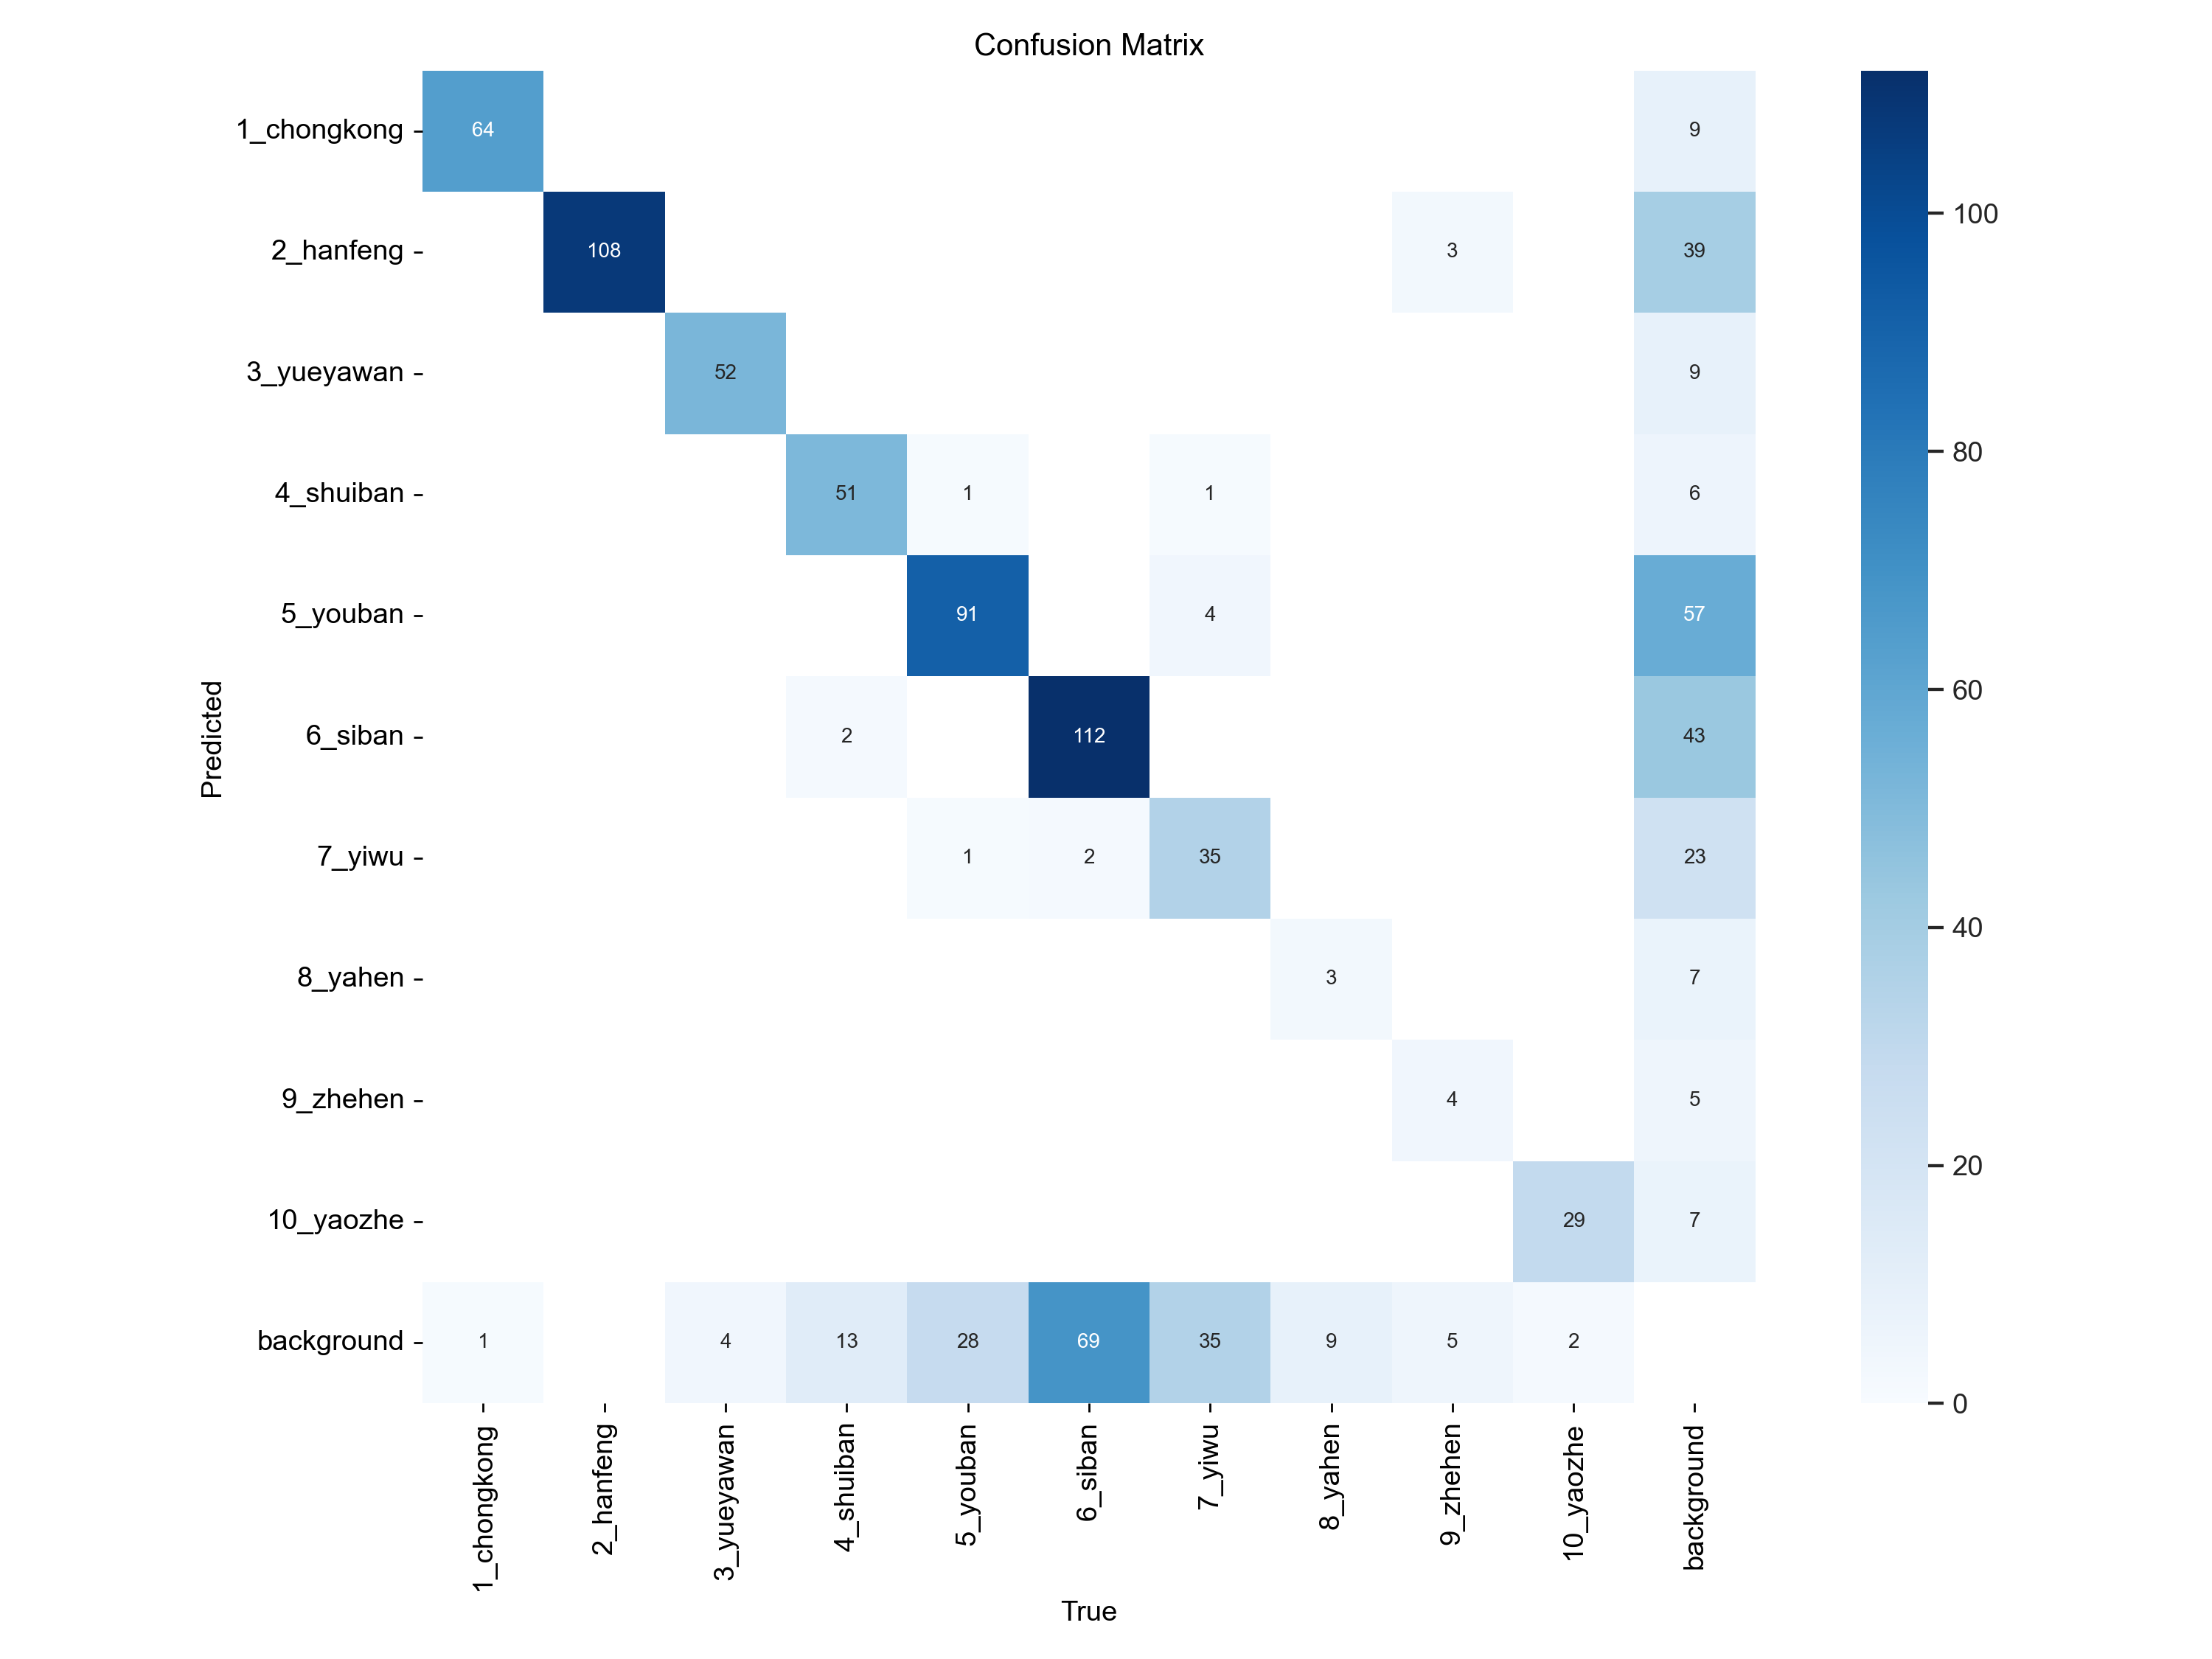 Confusion Matrix
1_chongkong 64 9
2_hanfeng 108 3 39
3_yueyawan 52 9
4_shuiban 51 1 1 6
5_youban 91 4 57
6_siban 2 112 43
7_yiwu 1 2 35 23
8_yahen 3 7
9_zhehen 4 5
10_yaozhe 29 7
background 1 4 13 28 69 35 9 5 2
Predicted
1_chongkong
2_hanfeng
3_yueyawan
4_shuiban
5_youban
6_siban
7_yiwu
8_yahen
9_zhehen
10_yaozhe
background
True
100
80
60
40
20
0